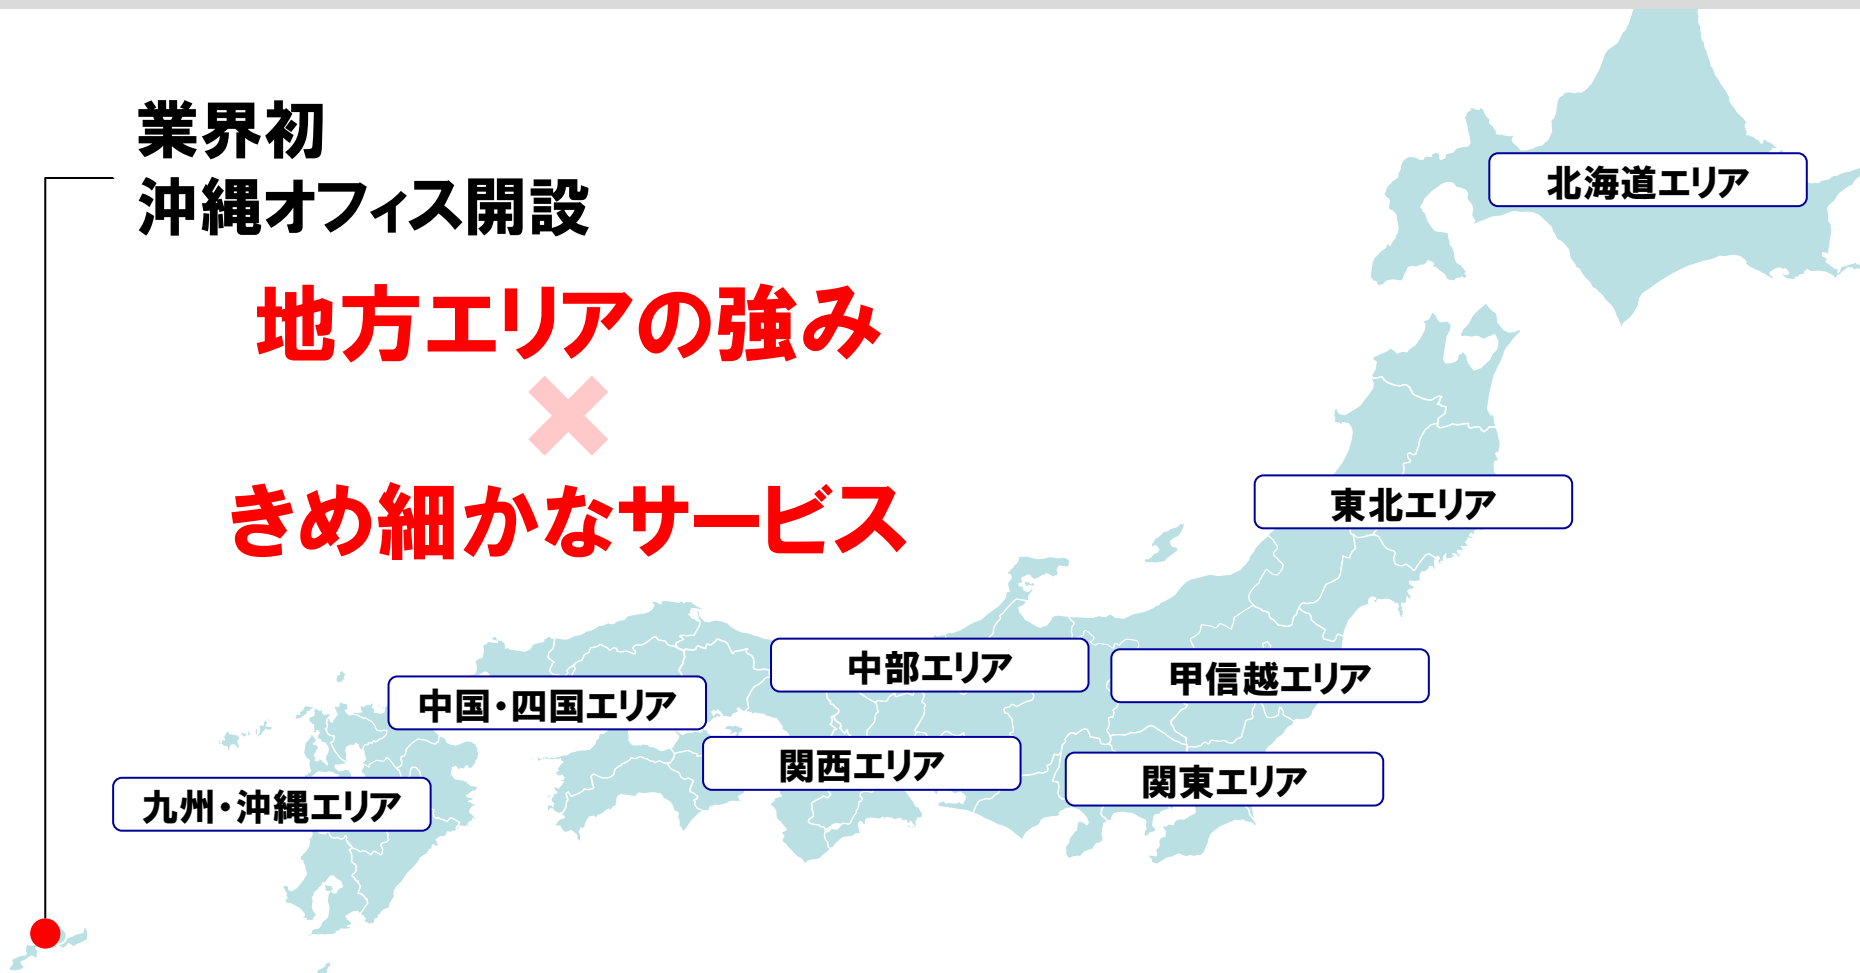 業界初
沖縄オフィス開設
地方エリアの強み
×
きめ細かなサービス
北海道エリア
東北エリア
中部エリア
甲信越エリア
中国・四国エリア
関西エリア
関東エリア
九州・沖縄エリア